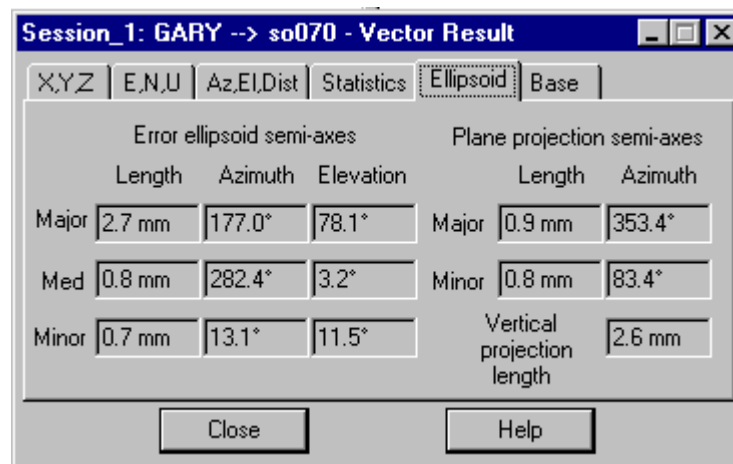 Session_1: GARY --> so070 - Vector Result
X,Y,Z E,N,U Az,El,Dist Statistics Ellipsoid Base
Error ellipsoid semi-axes Plane projection semi-axes
Length Azimuth Elevation Length Azimuth
Major 2.7 mm 177.0° 78.1° Major 0.9 mm 353.4°
Med 0.8 mm 282.4° 3.2° Minor 0.8 mm 83.4°
Minor 0.7 mm 13.1° 11.5° Vertical projection length 2.6 mm
Close Help